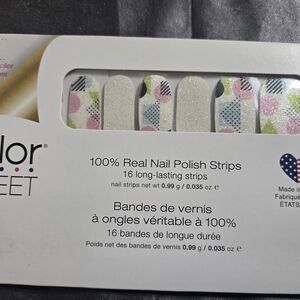 lor®
EET
100% Real Nail Polish Strips
16 long-lasting strips
nail strips net wt 0.99 g / 0.035 oz ℮
Bandes de vernis
à ongles véritable à 100%
16 bandes de longue durée
Poids net des bandes de vernis 0.99 g / 0.035 oz ℮
Made in
Fabriqué
ÉTATS